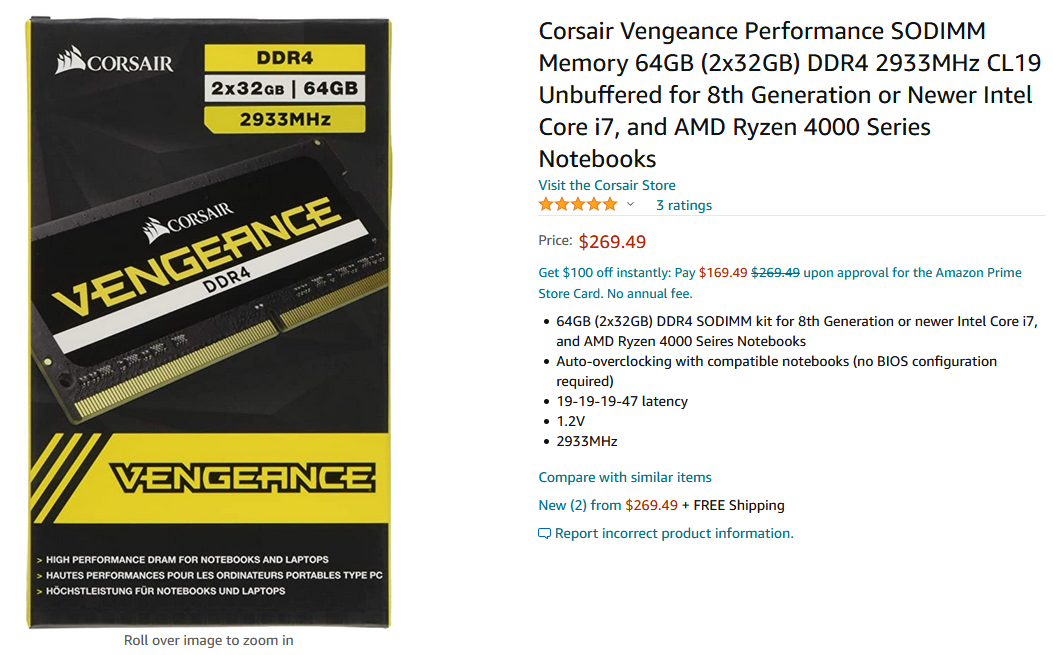 CORSAIR
DDR4
2x32GB | 64GB
2933MHz
CORSAIR
VENGEANCE
DDR4
VENGEANCE
> HIGH PERFORMANCE DRAM FOR NOTEBOOKS AND LAPTOPS
> HAUTES PERFORMANCES POUR LES ORDINATEURS PORTABLES TYPE PC
> HÖCHSTLEISTUNG FÜR NOTEBOOKS UND LAPTOPS
Roll over image to zoom in
Corsair Vengeance Performance SODIMM
Memory 64GB (2x32GB) DDR4 2933MHz CL19
Unbuffered for 8th Generation or Newer Intel
Core i7, and AMD Ryzen 4000 Series
Notebooks
Visit the Corsair Store
3 ratings
Price: $269.49
Get $100 off instantly: Pay $169.49 $269.49 upon approval for the Amazon Prime
Store Card. No annual fee.
• 64GB (2x32GB) DDR4 SODIMM kit for 8th Generation or newer Intel Core i7,
and AMD Ryzen 4000 Seires Notebooks
• Auto-overclocking with compatible notebooks (no BIOS configuration
required)
• 19-19-19-47 latency
• 1.2V
• 2933MHz
Compare with similar items
New (2) from $269.49 + FREE Shipping
Report incorrect product information.